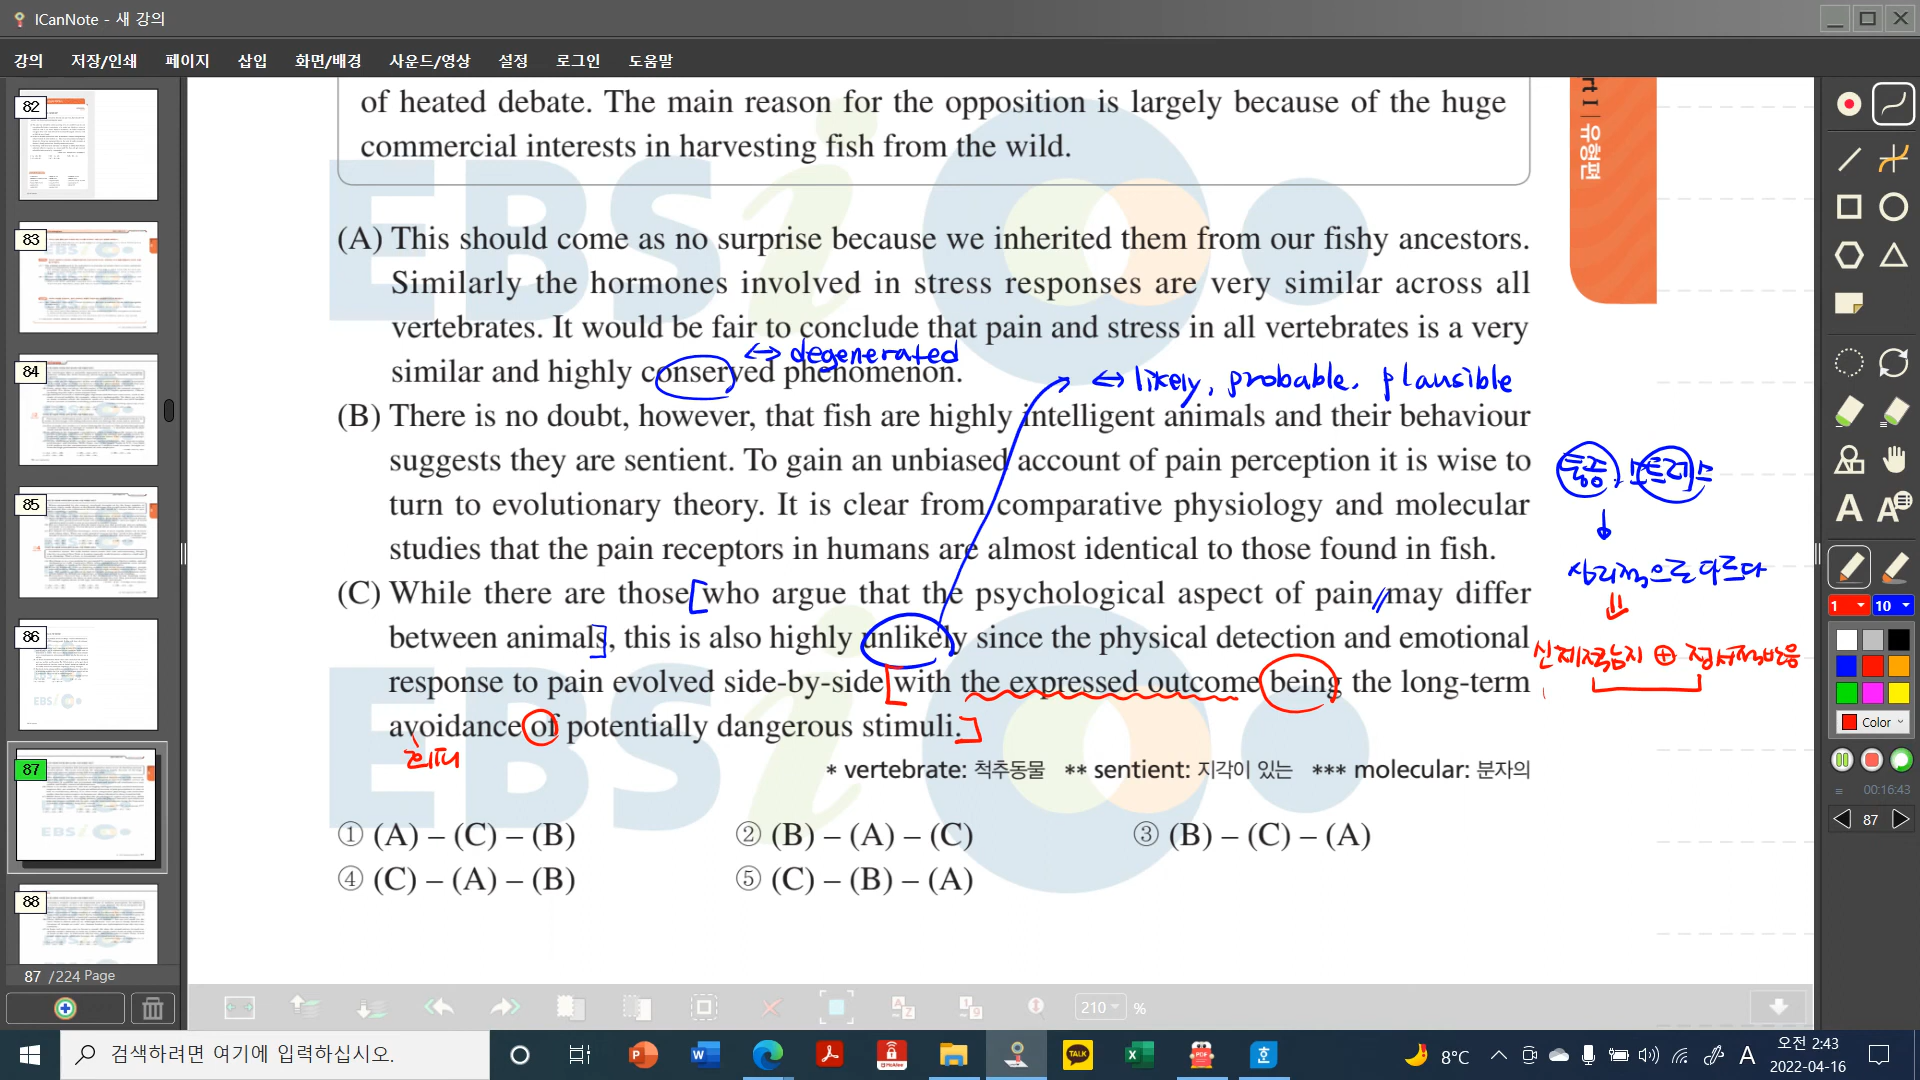 ICanNote - 새 강의
강의 저장/인쇄 페이지 삽입 화면/배경 사운드/영상 설정 로그인 도움말
82
83
84
85
86
87
88
87 /224 Page
of heated debate. The main reason for the opposition is largely because of the huge
commercial interests in harvesting fish from the wild.
(A) This should come as no surprise because we inherited them from our fishy ancestors.
Similarly the hormones involved in stress responses are very similar across all
vertebrates. It would be fair to conclude that pain and stress in all vertebrates is a very
↔ degenerated
similar and highly conserved phenomenon.
↔ likely, probable, plausible
(B) There is no doubt, however, that fish are highly intelligent animals and their behaviour
suggests they are sentient. To gain an unbiased account of pain perception it is wise to
turn to evolutionary theory. It is clear from comparative physiology and molecular
studies that the pain receptors in humans are almost identical to those found in fish.
(C) While there are those who argue that the psychological aspect of pain may differ
between animals, this is also highly unlikely since the physical detection and emotional
response to pain evolved side-by-side with the expressed outcome being the long-term
avoidance of potentially dangerous stimuli.
회피
* vertebrate: 척추동물 ** sentient: 지각이 있는 *** molecular: 분자의
① (A) – (C) – (B) ② (B) – (A) – (C) ③ (B) – (C) – (A)
④ (C) – (A) – (B) ⑤ (C) – (B) – (A)
EBSi
rt I 유형편
통증, 스트레스
심리적으로 다르다
신체적감지 ⊕ 정서적반응
1 10
Color
00:16:43
87
210 %
검색하려면 여기에 입력하십시오.
TALK
8°C
A
오전 2:43
2022-04-16